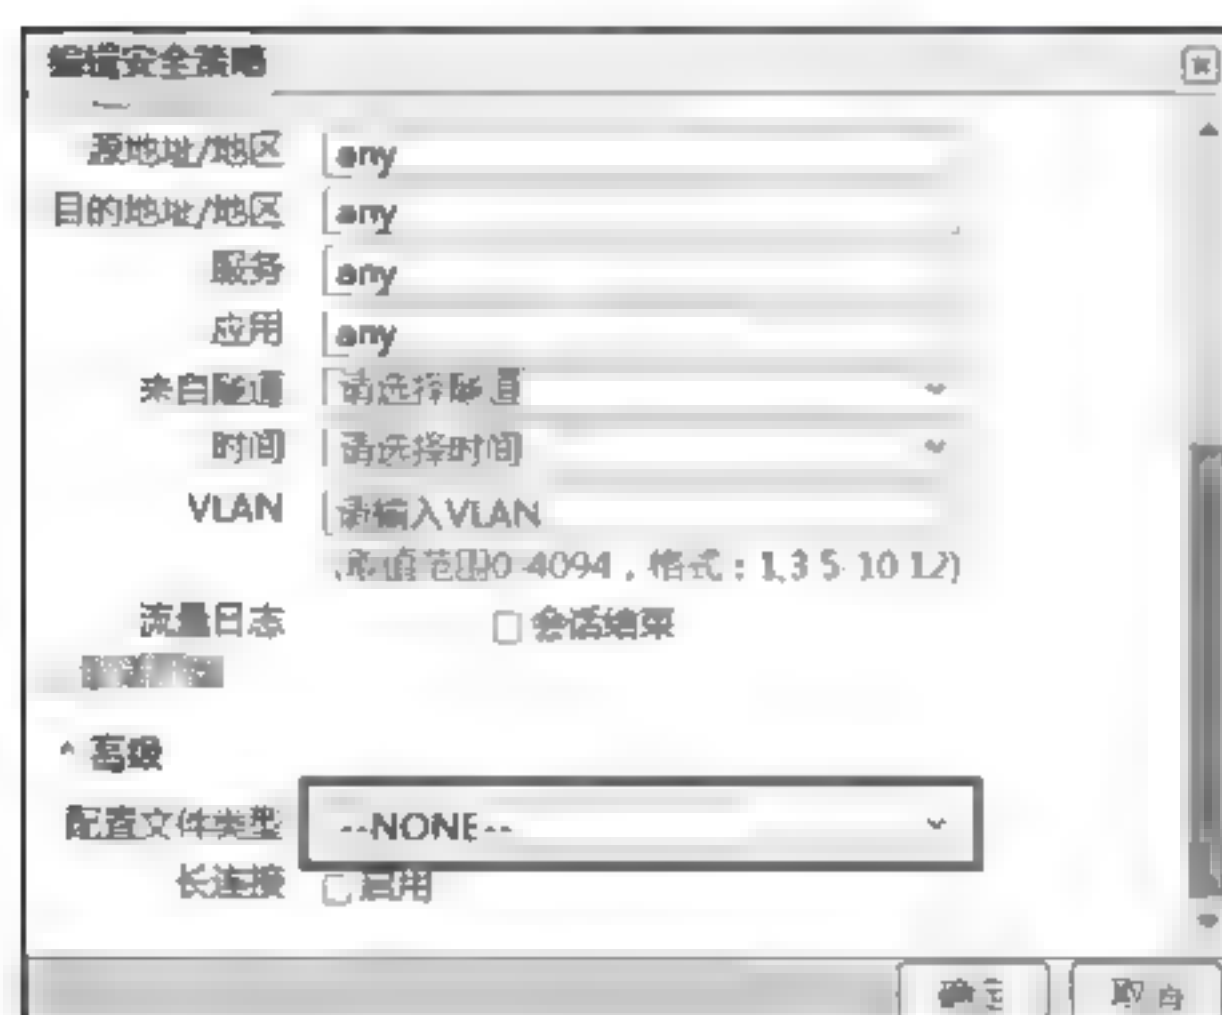 编辑安全策略
源地址/地区 any
目的地址/地区 any
服务 any
应用 any
来自隧道 请选择隧道
时间 请选择时间
VLAN 请输入VLAN
取值范围0-4094，格式：1,3,5-10,12)
流量日志 会话结束
高级
配置文件类型 --NONE--
长连接 启用
确定 取消